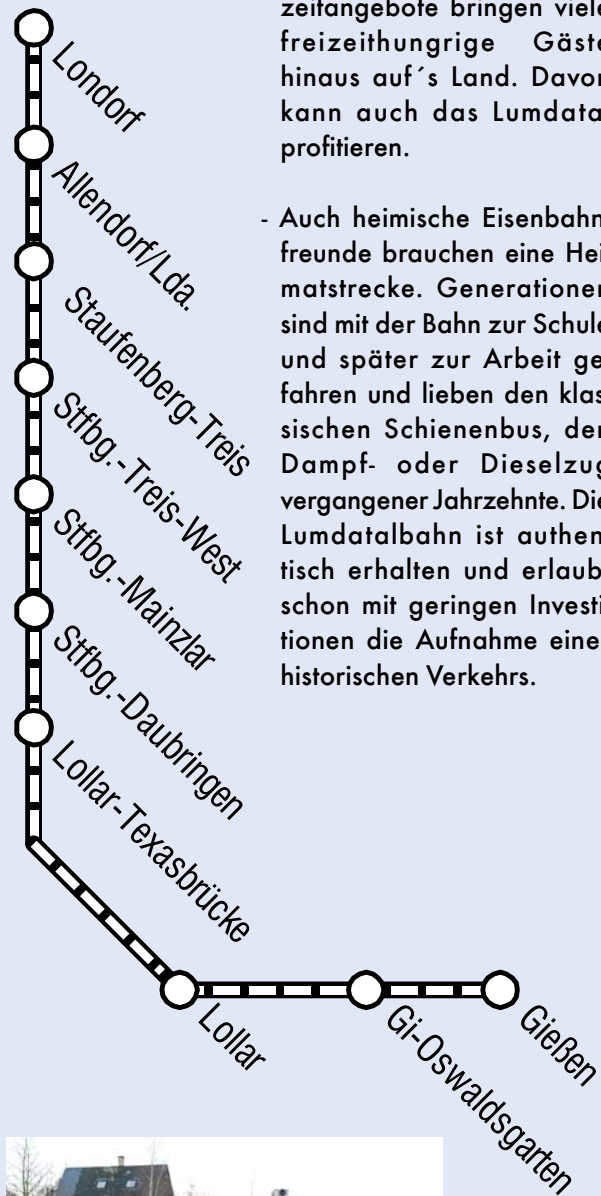 Londorf
Allendorf/Lda.
Staufenberg-Treis
Stfbg.-Treis-West
Stfbg.-Mainzlar
Stfbg.-Daubringen
Lollar-Texasbrücke
Lollar
Gi-Oswaldsgarten
Gießen
zeitangebote bringen viele
freizeithungrige Gäste
hinaus auf´s Land. Davon
kann auch das Lumdata
profitieren.
- Auch heimische Eisenbahn
freunde brauchen eine Hei
matstrecke. Generationen
sind mit der Bahn zur Schule
und später zur Arbeit ge
fahren und lieben den klas
sischen Schienenbus, den
Dampf- oder Dieselzug
vergangener Jahrzehnte. Die
Lumdatalbahn ist authen
tisch erhalten und erlaub
schon mit geringen Investi
tionen die Aufnahme eine
historischen Verkehrs.